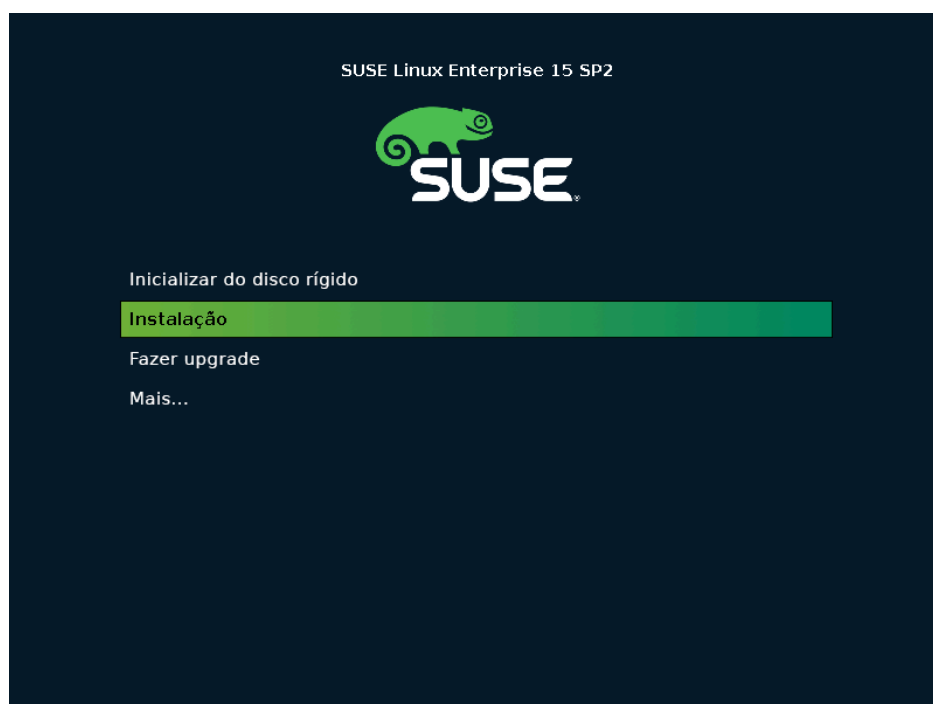 SUSE Linux Enterprise 15 SP2
SUSE®
Inicializar do disco rígido
Instalação
Fazer upgrade
Mais...